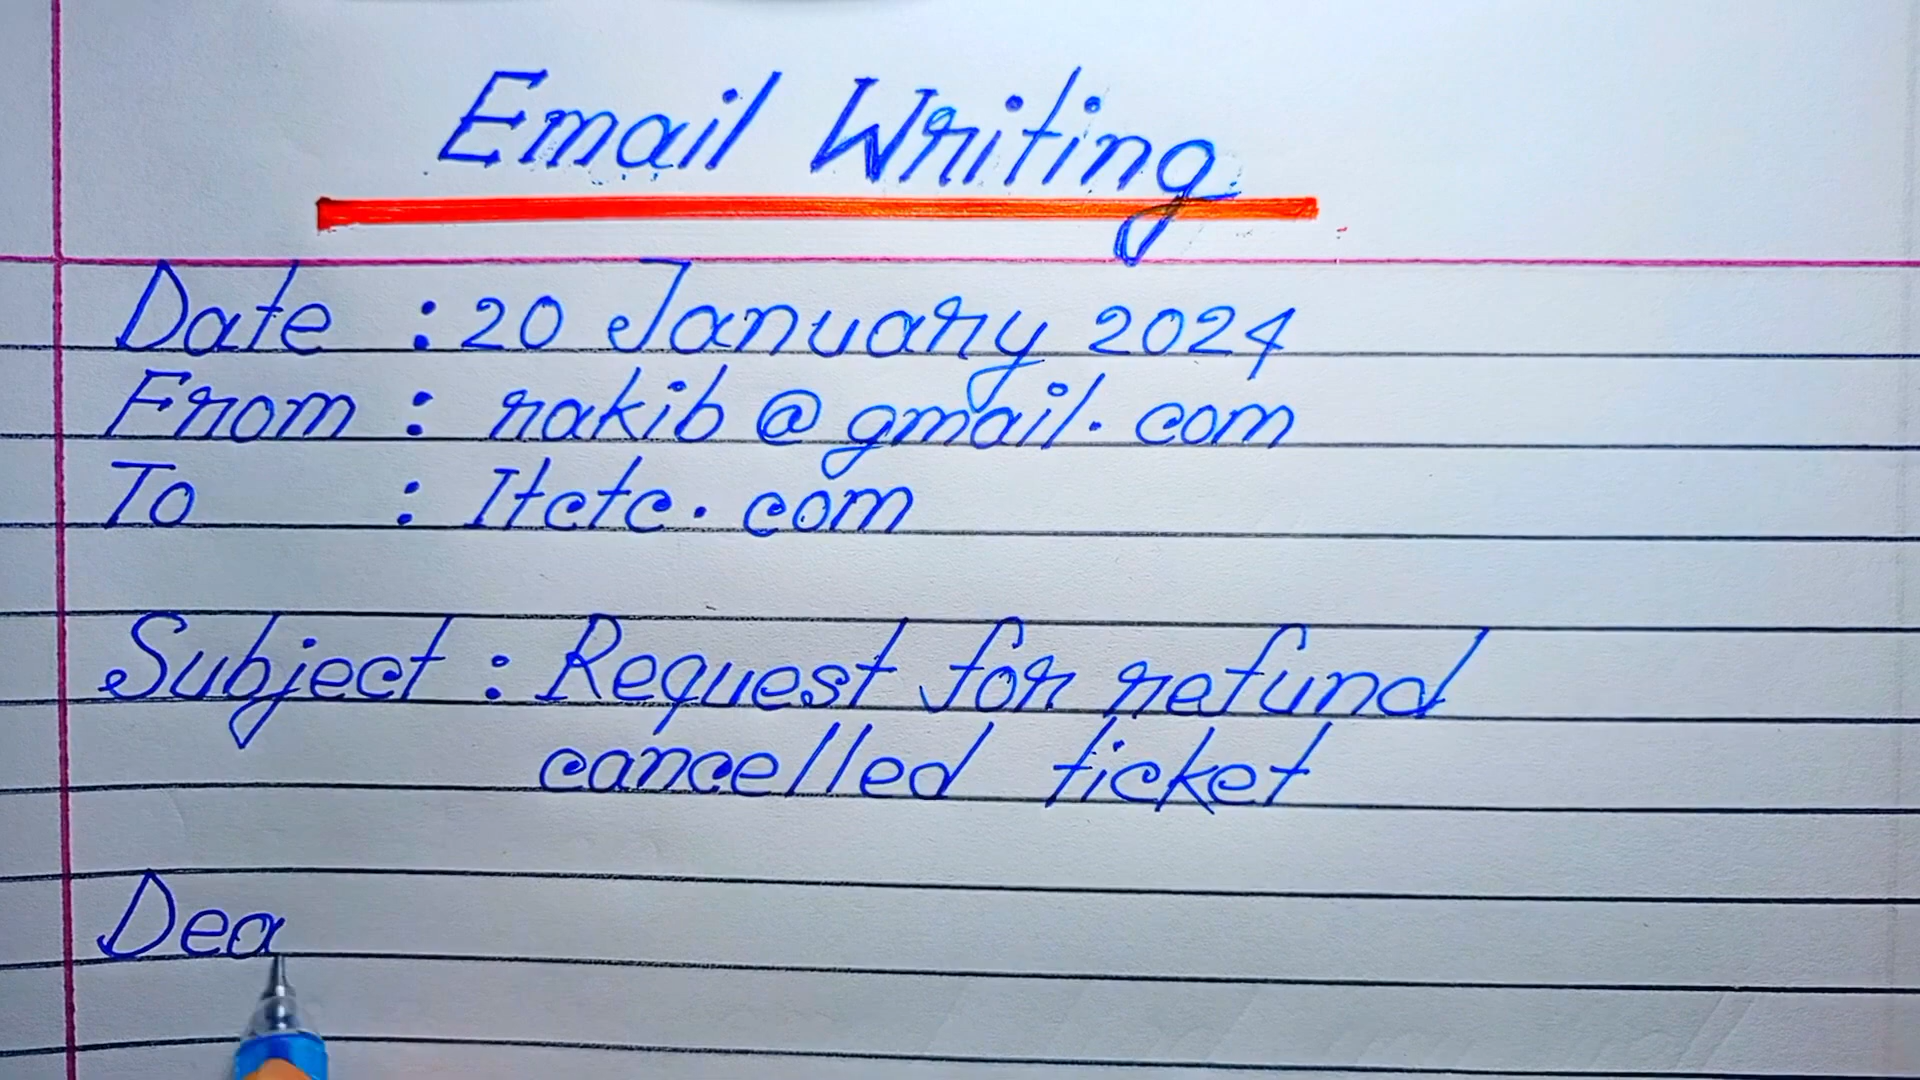 Email Writing
Date : 20 January 2024
From : rakib@gmail.com
To : Itctc.com
Subject : Request for refund
cancelled ticket
Dea